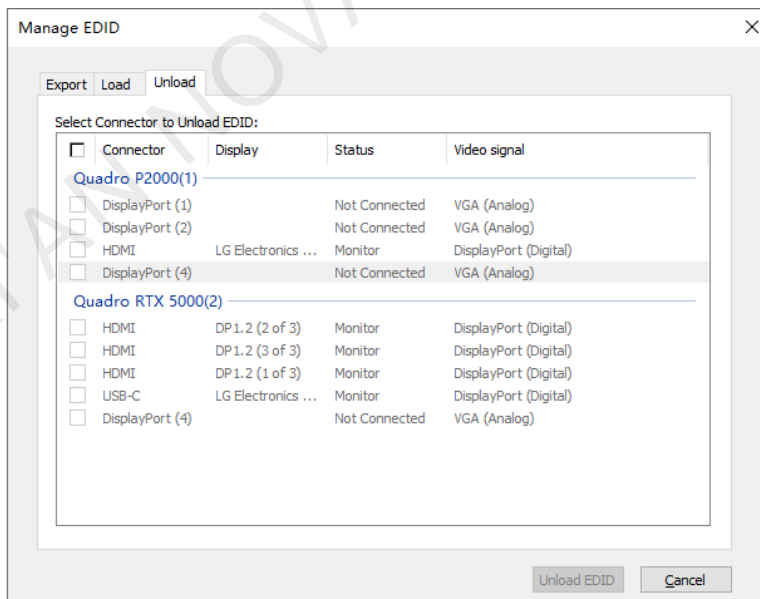 Manage EDID
Export Load Unload
Select Connector to Unload EDID:
Connector Display Status Video signal
Quadro P2000(1)
DisplayPort (1) Not Connected VGA (Analog)
DisplayPort (2) Not Connected VGA (Analog)
HDMI LG Electronics ... Monitor DisplayPort (Digital)
DisplayPort (4) Not Connected VGA (Analog)
Quadro RTX 5000(2)
HDMI DP1.2 (2 of 3) Monitor DisplayPort (Digital)
HDMI DP1.2 (3 of 3) Monitor DisplayPort (Digital)
HDMI DP1.2 (1 of 3) Monitor DisplayPort (Digital)
USB-C LG Electronics ... Monitor DisplayPort (Digital)
DisplayPort (4) Not Connected VGA (Analog)
Unload EDID Cancel